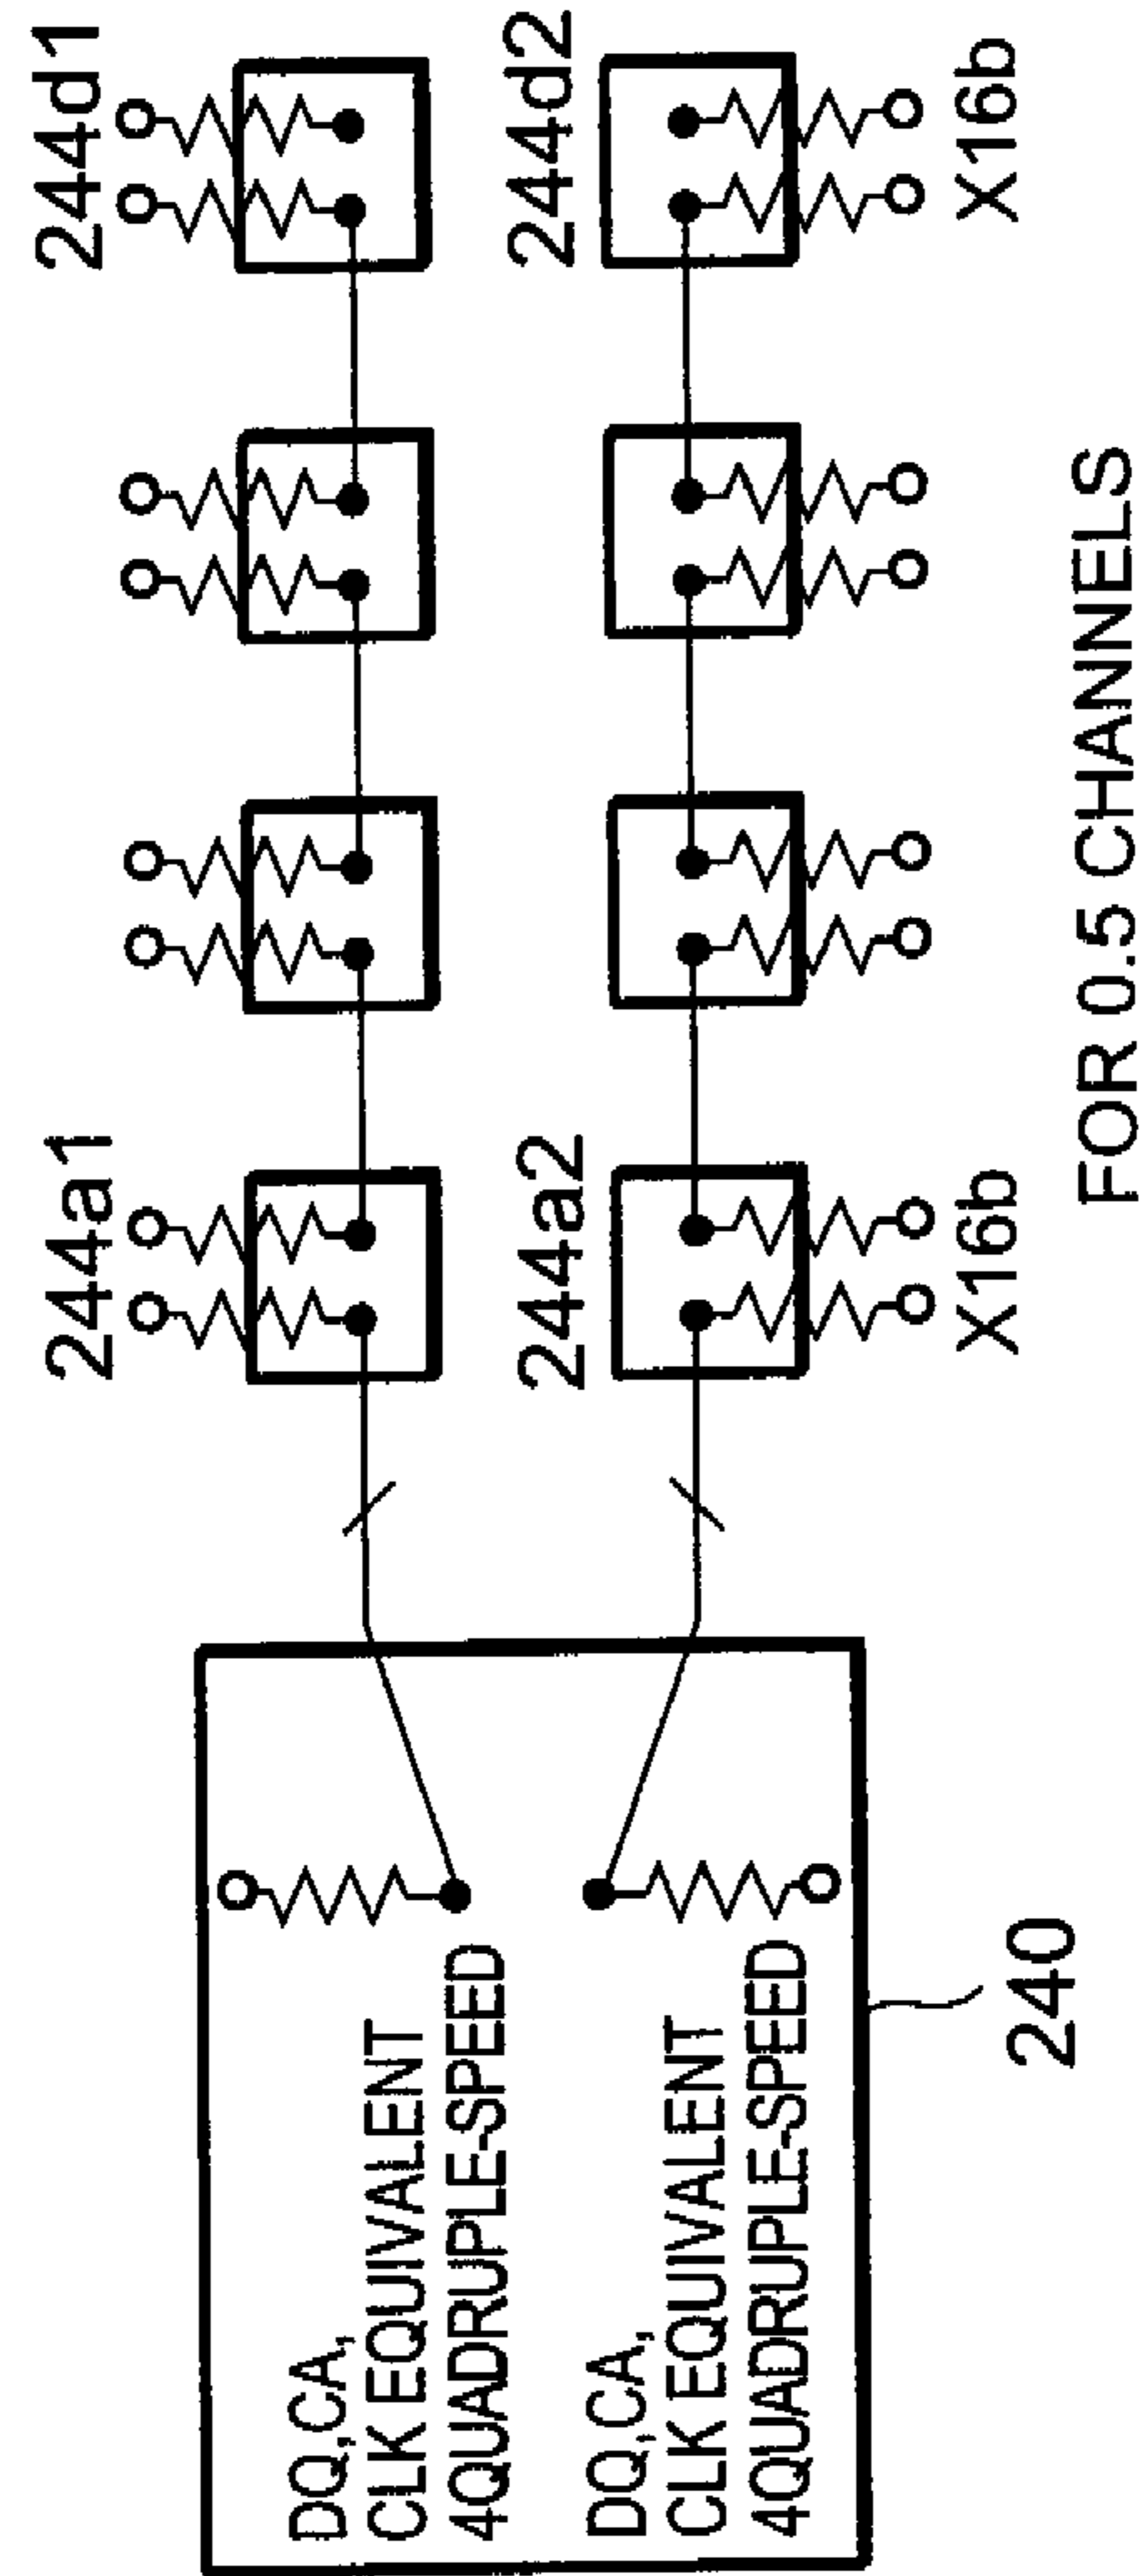 244a1
244d1
DQ,CA,
CLK EQUIVALENT
4QUADRUPLE-SPEED
244a2
244d2
DQ,CA,
CLK EQUIVALENT
4QUADRUPLE-SPEED
X16b
X16b
240
FOR 0.5 CHANNELS